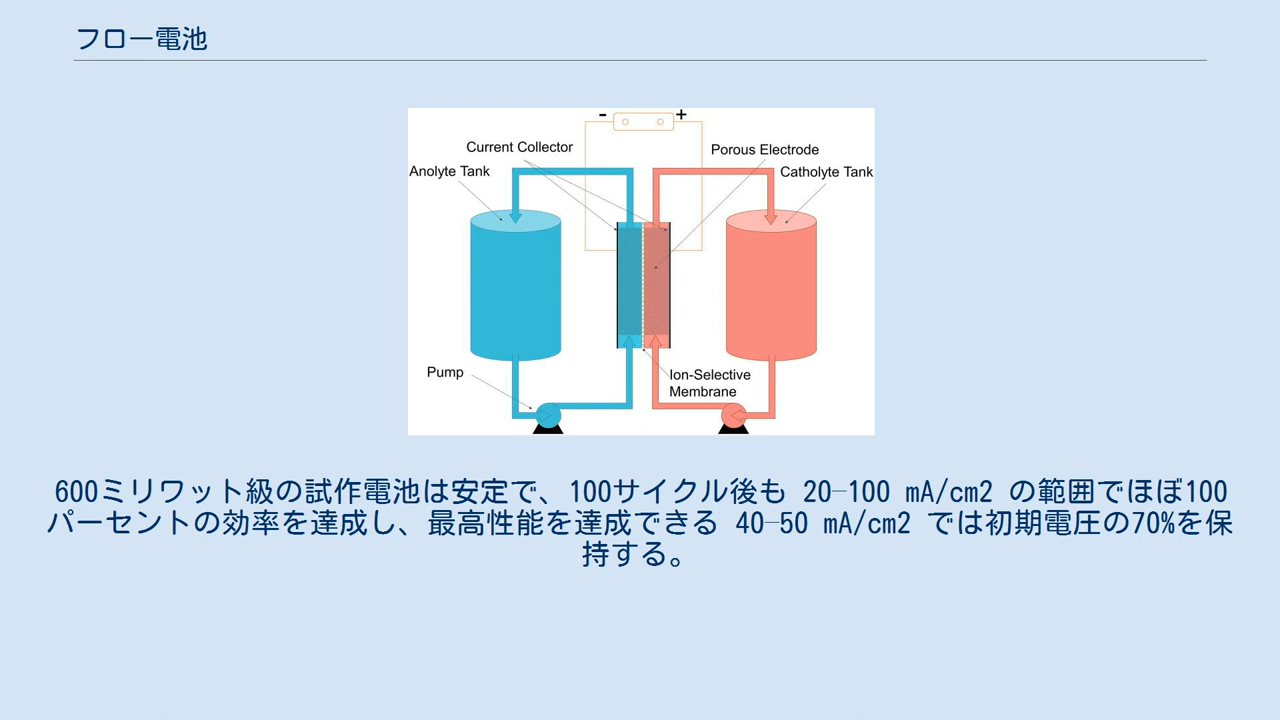 フロー電池
- +
Current Collector
Porous Electrode
Anolyte Tank
Catholyte Tank
Pump
Ion-Selective
Membrane
600ミリワット級の試作電池は安定で、100サイクル後も 20–100 mA/cm2 の範囲でほぼ100
パーセントの効率を達成し、最高性能を達成できる 40–50 mA/cm2 では初期電圧の70%を保
持する。